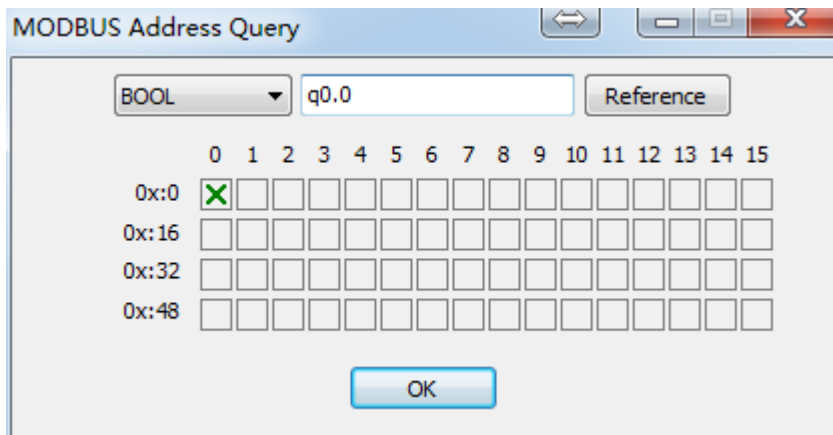 MODBUS Address Query
BOOL q0.0 Reference
0 1 2 3 4 5 6 7 8 9 10 11 12 13 14 15
0x:0
0x:16
0x:32
0x:48
OK